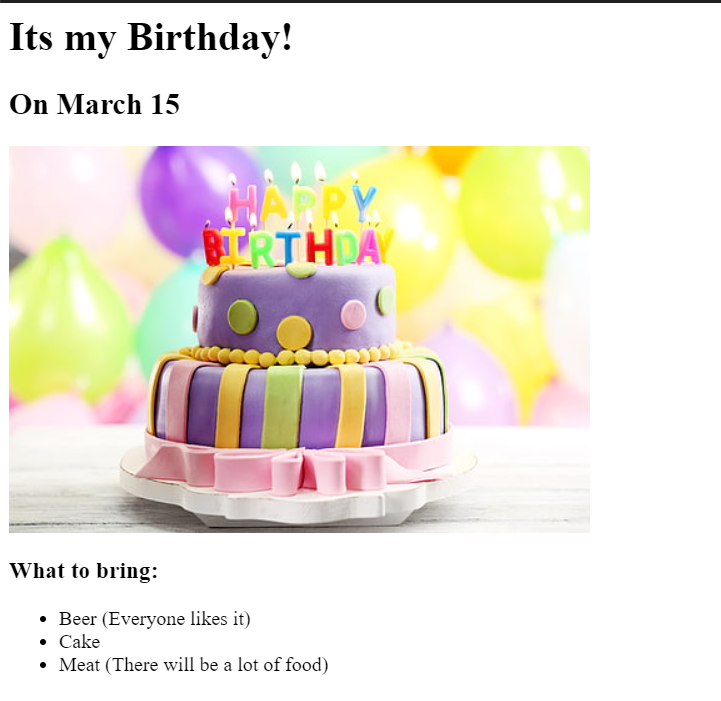 Its my Birthday!
On March 15
HAPPY
BIRTHDAY
What to bring:
Beer (Everyone likes it)
Cake
Meat (There will be a lot of food)